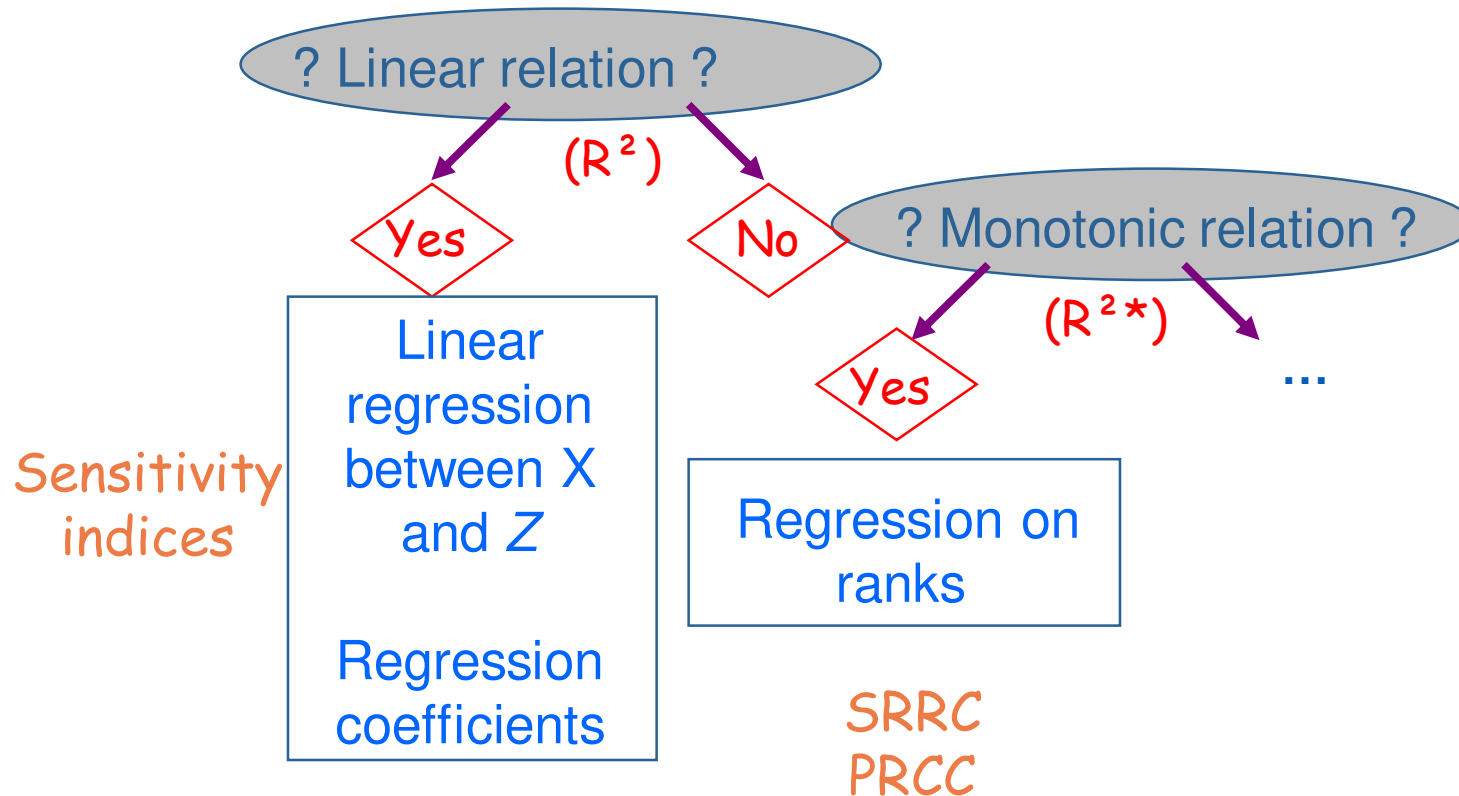 ? Linear relation ?
(R²)
Yes
No
? Monotonic relation ?
(R²*)
Yes
...
Sensitivity
indices
Linear
regression
between X
and Z
Regression
coefficients
Regression on
ranks
SRRC
PRCC